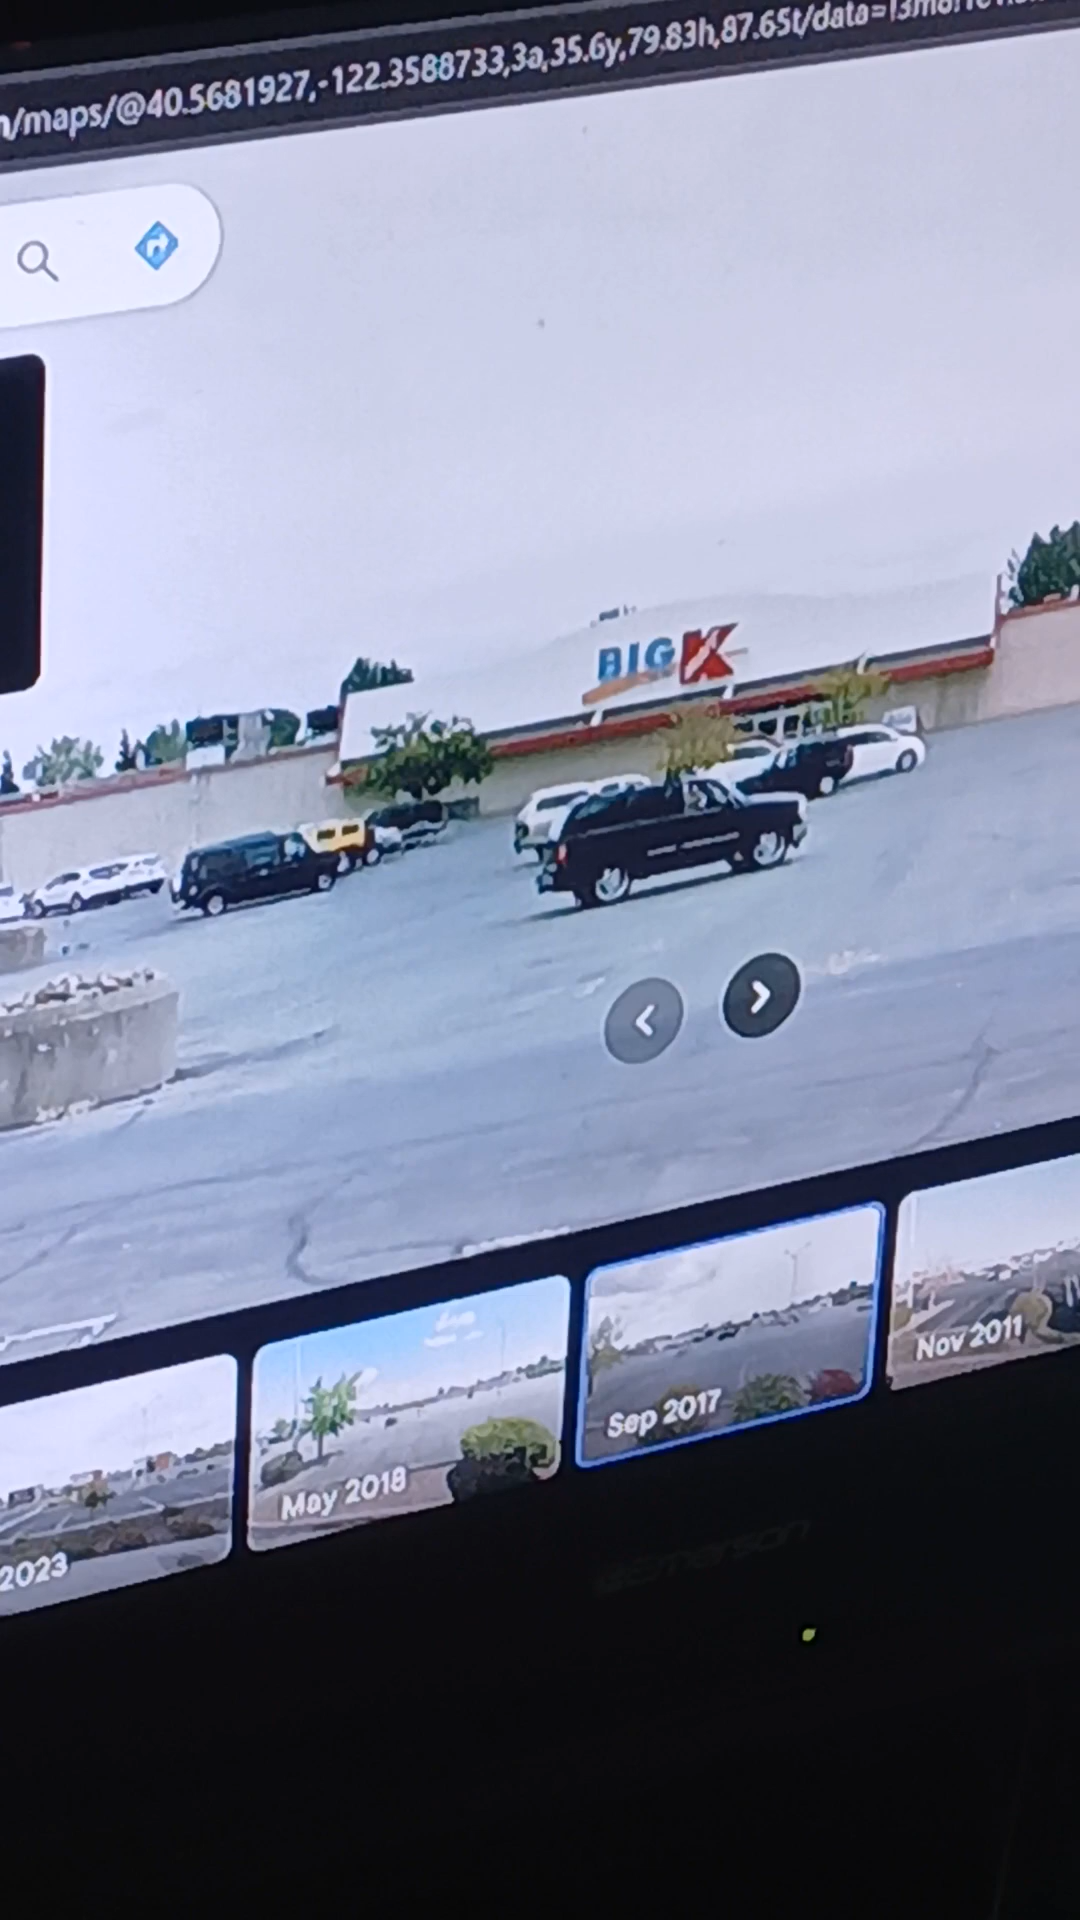 /maps/@40.5681927,-122.3588733,3a,35.6y,79.83h,87.65t/data=
BIG K
2023
May 2018
Sep 2017
Nov 2011
Emerson